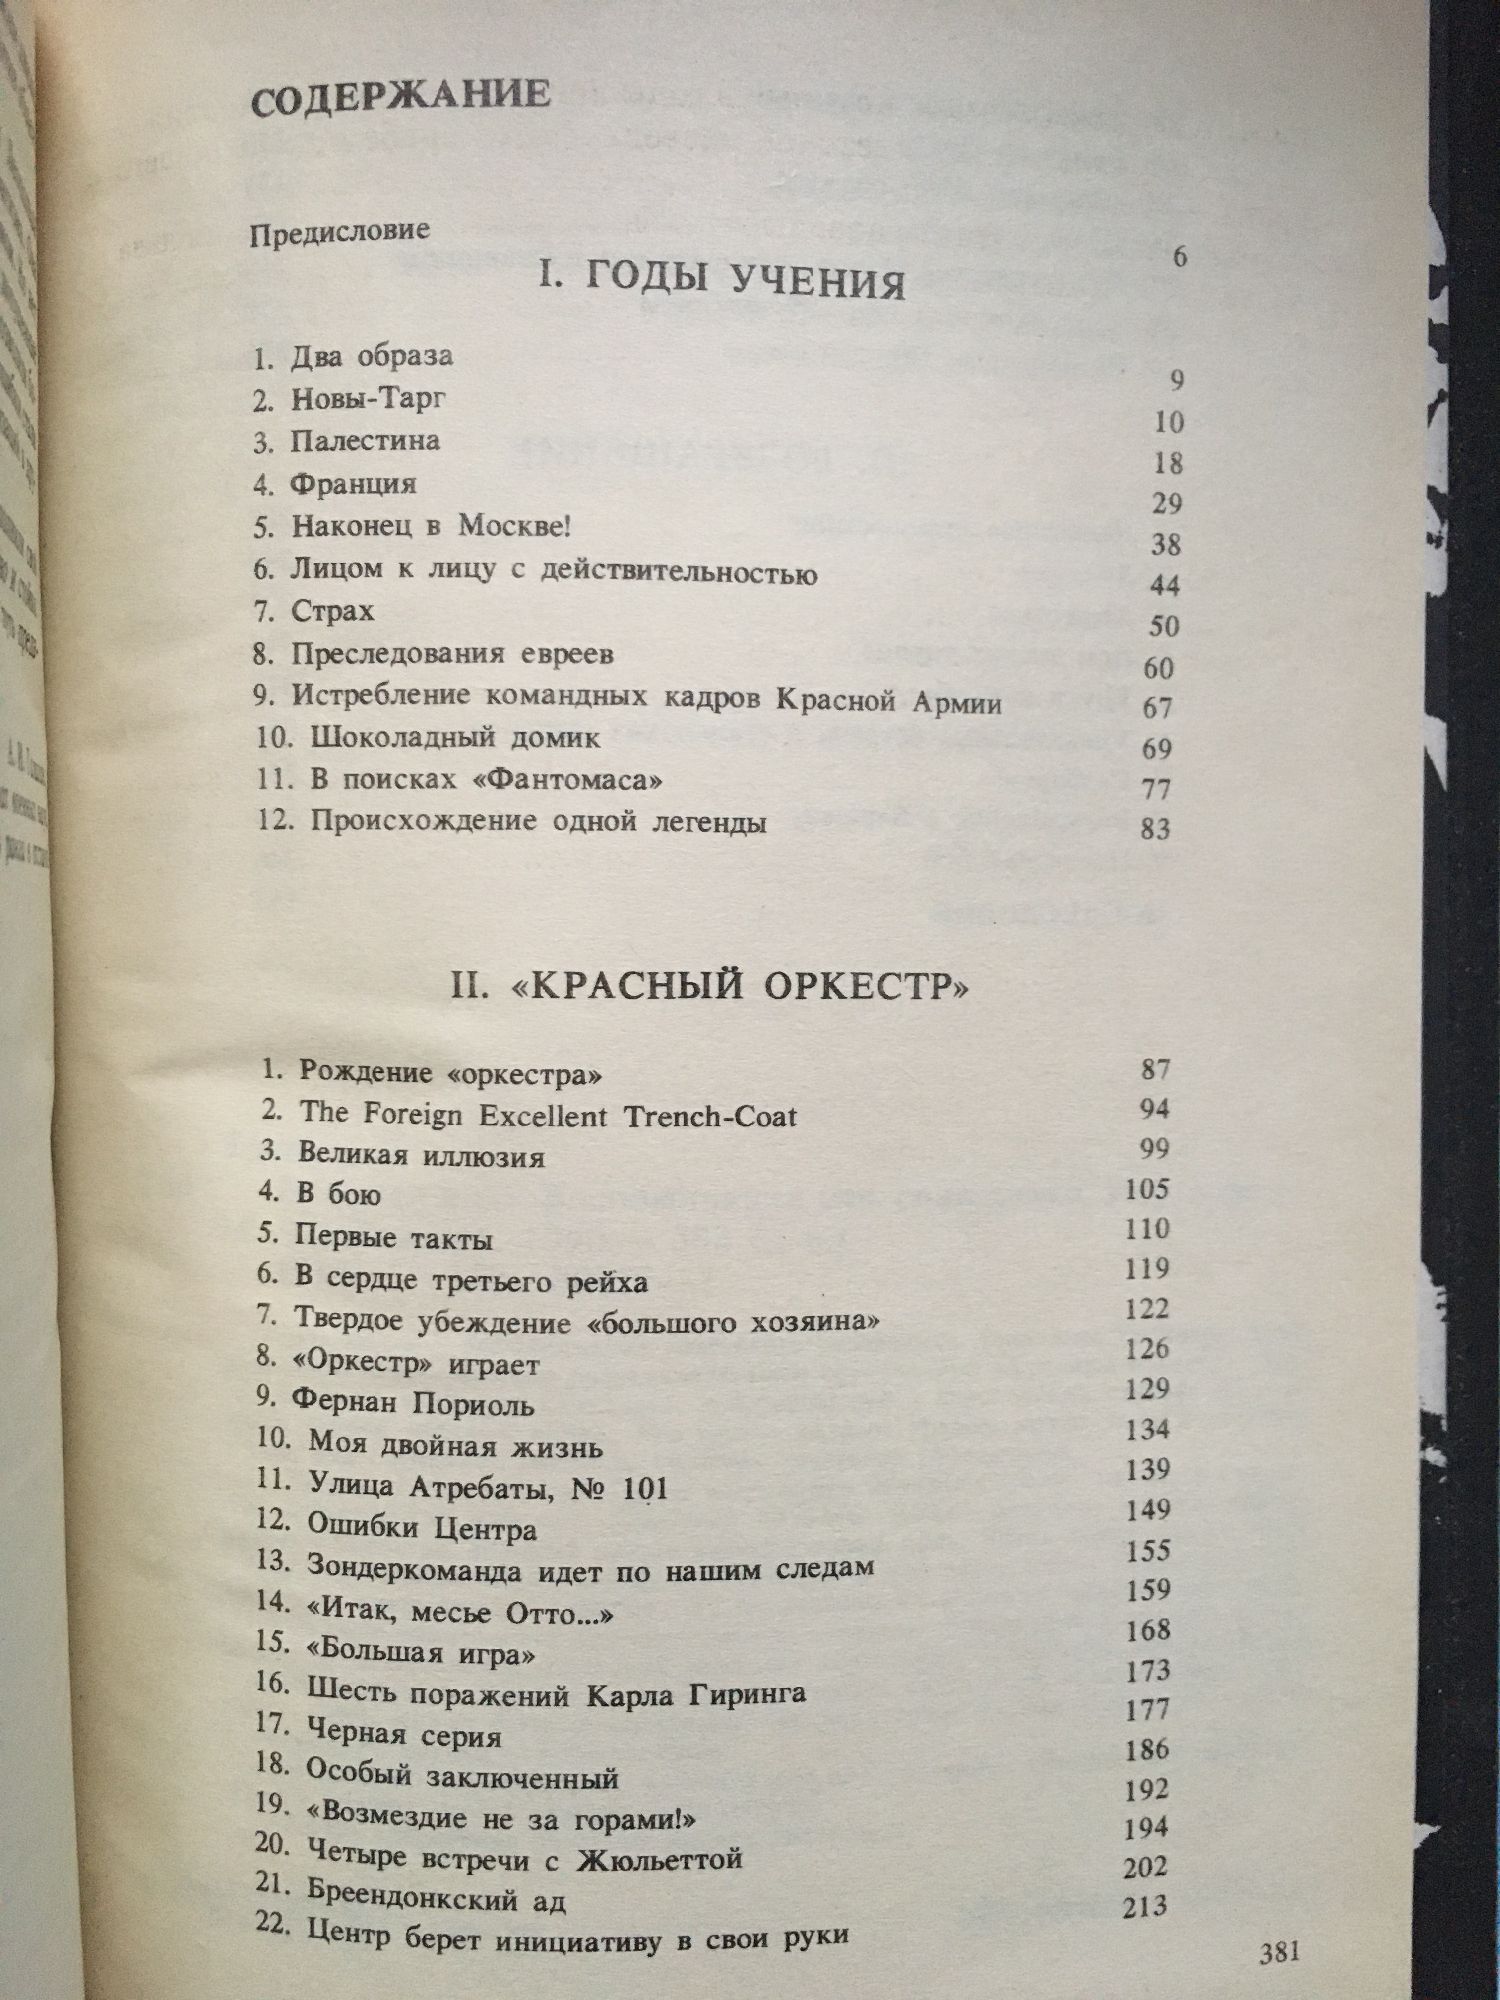 СОДЕРЖАНИЕ
Предисловие 6
I. ГОДЫ УЧЕНИЯ
1. Два образа 9
2. Новы-Тарг 10
3. Палестина 18
4. Франция 29
5. Наконец в Москве! 38
6. Лицом к лицу с действительностью 44
7. Страх 50
8. Преследования евреев 60
9. Истребление командных кадров Красной Армии 67
10. Шоколадный домик 69
11. В поисках «Фантомаса» 77
12. Происхождение одной легенды 83
II. «КРАСНЫЙ ОРКЕСТР»
1. Рождение «оркестра» 87
2. The Foreign Excellent Trench-Coat 94
3. Великая иллюзия 99
4. В бою 105
5. Первые такты 110
6. В сердце третьего рейха 119
7. Твердое убеждение «большого хозяина» 122
8. «Оркестр» играет 126
9. Фернан Пориоль 129
10. Моя двойная жизнь 134
11. Улица Атребаты, № 101 139
12. Ошибки Центра 149
13. Зондеркоманда идет по нашим следам 155
14. «Итак, месье Отто...» 159
15. «Большая игра» 168
16. Шесть поражений Карла Гиринга 173
17. Черная серия 177
18. Особый заключенный 186
19. «Возмездие не за горами!» 192
20. Четыре встречи с Жюльеттой 194
21. Бреендонкский ад 202
22. Центр берет инициативу в свои руки 213
381